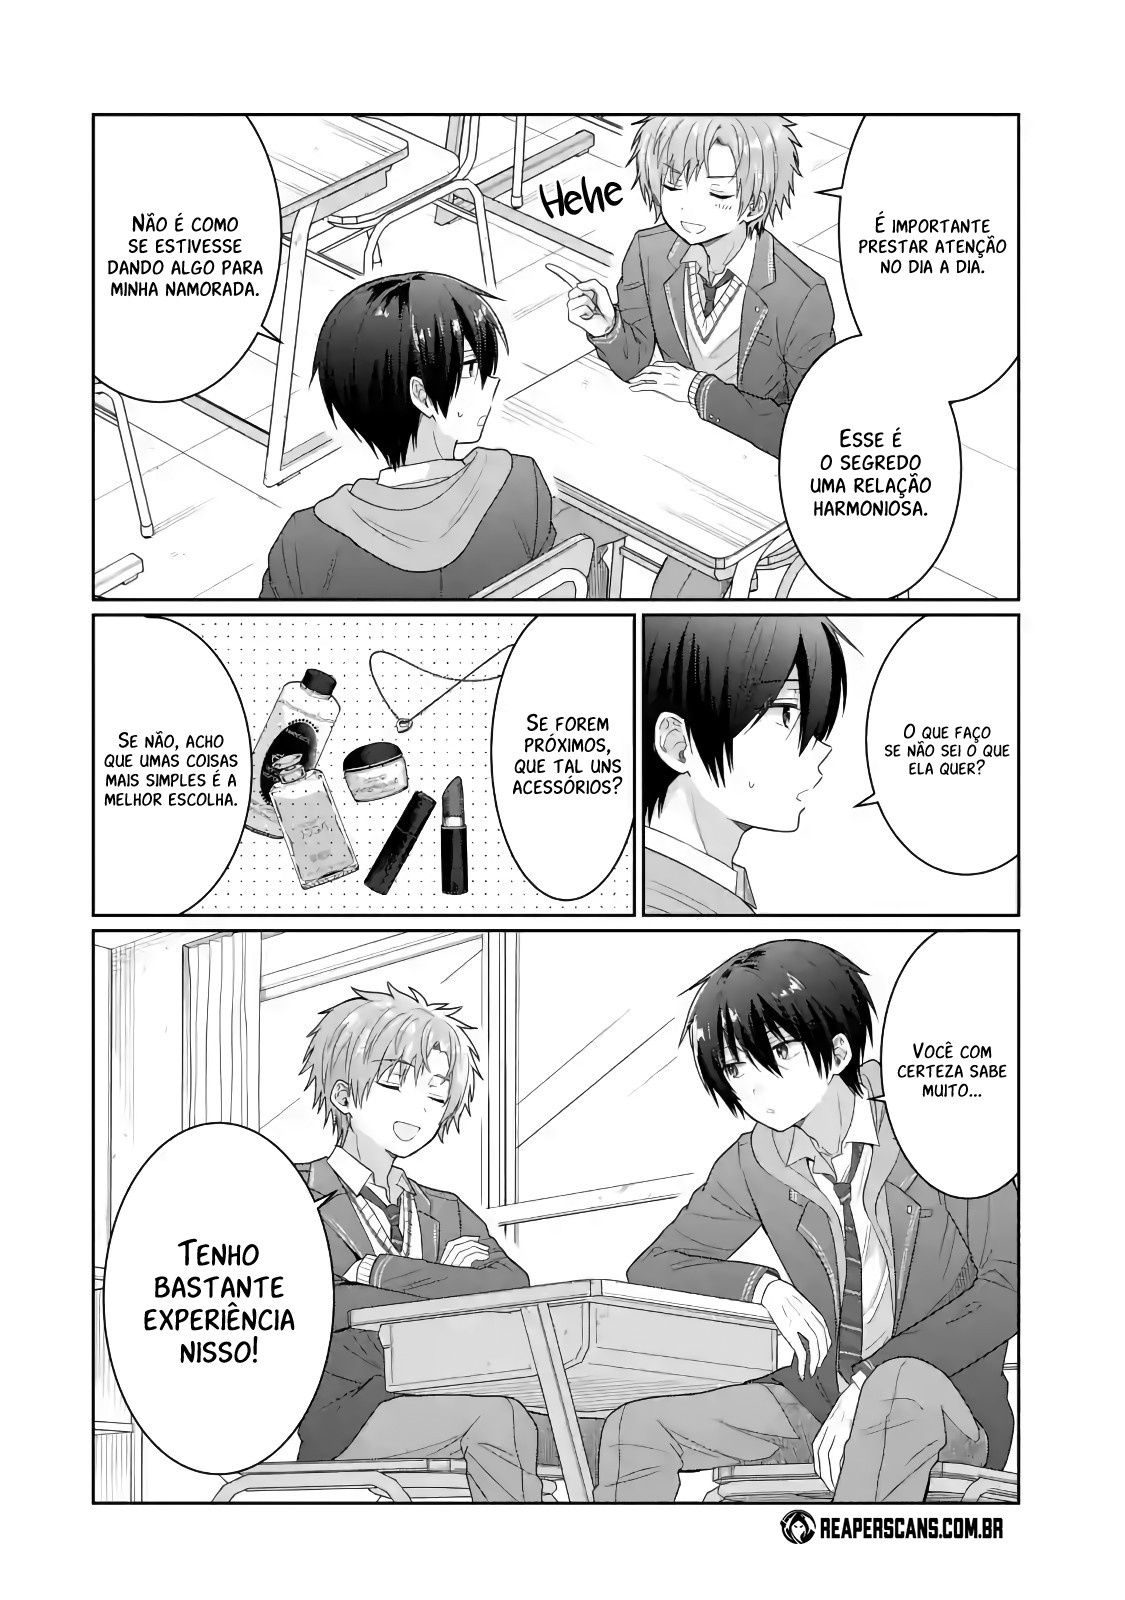 É IMPORTANTE
PRESTAR ATENÇÃO
NO DIA A DIA.
Hehe
ESSE É
O SEGREDO
UMA RELAÇÃO
HARMONIOSA.
NÃO É COMO
SE ESTIVESSE
DANDO ALGO PARA
MINHA NAMORADA.
O QUE FAÇO
SE NÃO SEI O QUE
ELA QUER?
SE FOREM
PRÓXIMOS,
QUE TAL UNS
ACESSÓRIOS?
SE NÃO, ACHO
QUE UMAS COISAS
MAIS SIMPLES É A
MELHOR ESCOLHA.
VOCÊ COM
CERTEZA SABE
MUITO...
TENHO
BASTANTE
EXPERIÊNCIA
NISSO!
REAPERSCANS.COM.BR